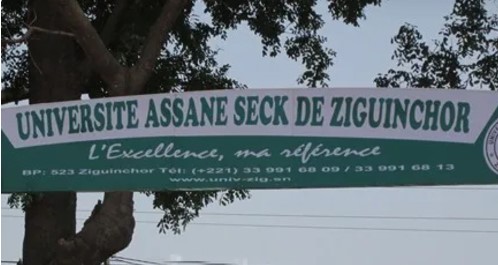 UNIVERSITE ASSANE SECK DE ZIGUINCHOR
L'Excellence, ma référence
BP: 523 Ziguinchor Tél: (+221) 33 991 68 09 / 33 991 68 13
www.univ-zig.sn